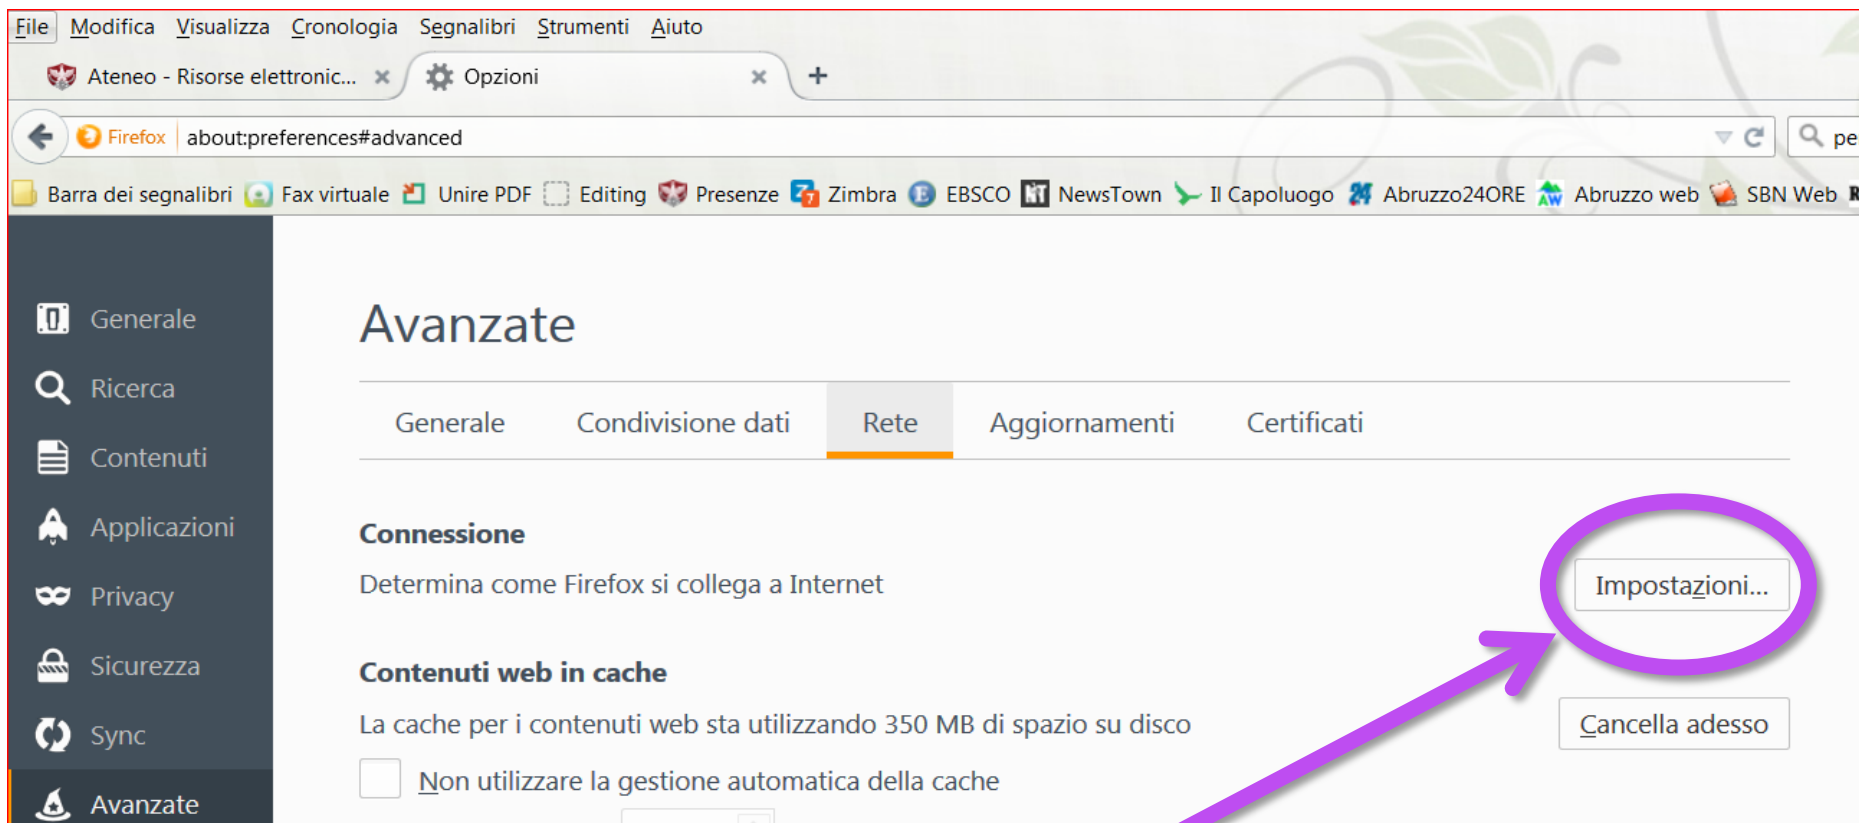 File Modifica Visualizza Cronologia Segnalibri Strumenti Aiuto
Ateneo - Risorse elettronic... Opzioni
Firefox about:preferences#advanced
Barra dei segnalibri Fax virtuale Unire PDF Editing Presenze Zimbra EBSCO NewsTown Il Capoluogo Abruzzo24ORE Abruzzo web SBN Web
Generale
Ricerca
Contenuti
Applicazioni
Privacy
Sicurezza
Sync
Avanzate
Avanzate
Generale Condivisione dati Rete Aggiornamenti Certificati
Connessione
Determina come Firefox si collega a Internet
Impostazioni...
Contenuti web in cache
La cache per i contenuti web sta utilizzando 350 MB di spazio su disco
Cancella adesso
Non utilizzare la gestione automatica della cache